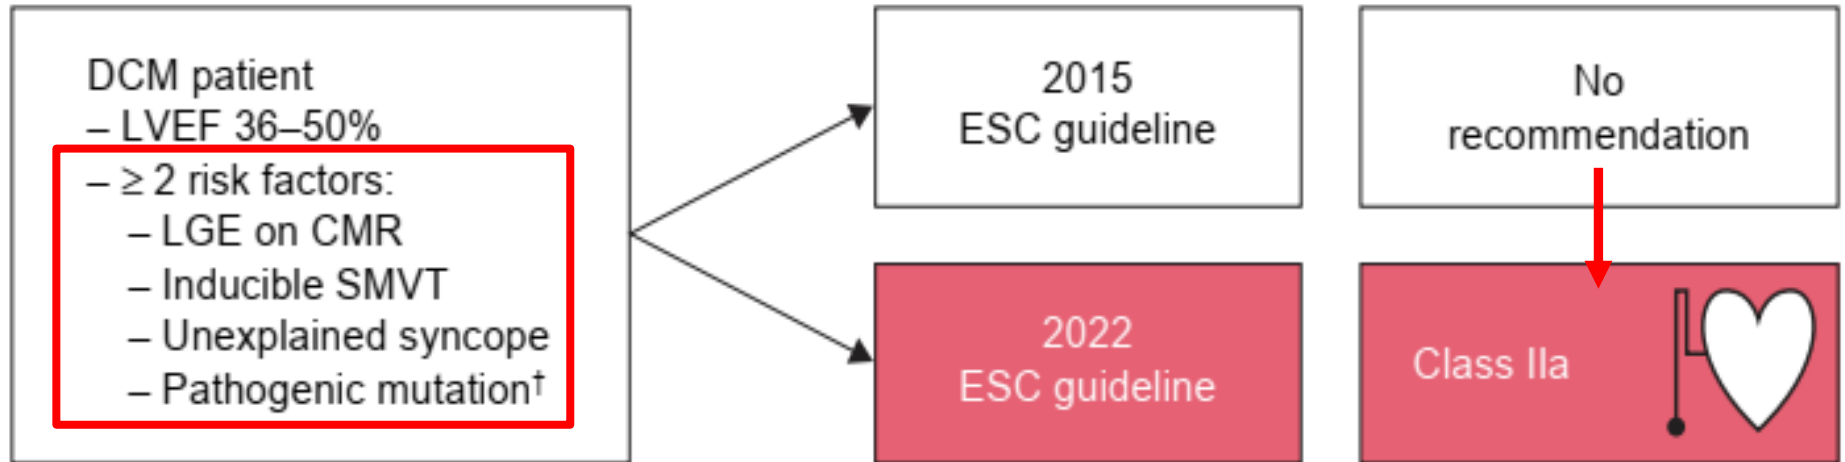 DCM patient
– LVEF 36–50%
– ≥ 2 risk factors:
– LGE on CMR
– Inducible SMVT
– Unexplained syncope
– Pathogenic mutation†
2015
ESC guideline
No
recommendation
2022
ESC guideline
Class IIa